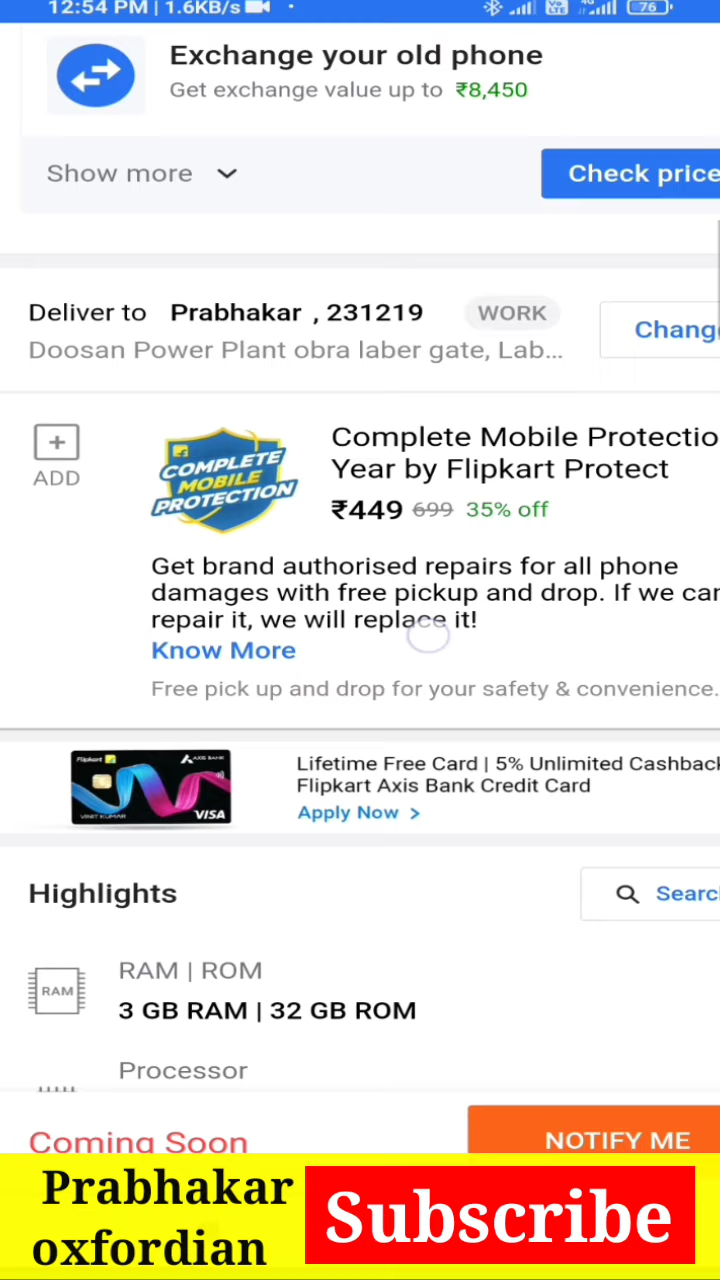 12:54 PM | 1.6KB/s
76
Exchange your old phone
Get exchange value up to ₹8,450
Show more
Check price
Deliver to Prabhakar , 231219 WORK
Chang
Doosan Power Plant obra laber gate, Lab...
ADD
COMPLETE
MOBILE
PROTECTION
Complete Mobile Protectio
Year by Flipkart Protect
₹449 699 35% off
Get brand authorised repairs for all phone
damages with free pickup and drop. If we can
repair it, we will replace it!
Know More
Free pick up and drop for your safety & convenience.
Flipkart
AXIS BANK
VINIT KUMAR
VISA
Lifetime Free Card | 5% Unlimited Cashback
Flipkart Axis Bank Credit Card
Apply Now >
Highlights
Searc
RAM
RAM | ROM
3 GB RAM | 32 GB ROM
Processor
Coming Soon
NOTIFY ME
Prabhakar
oxfordian
Subscribe